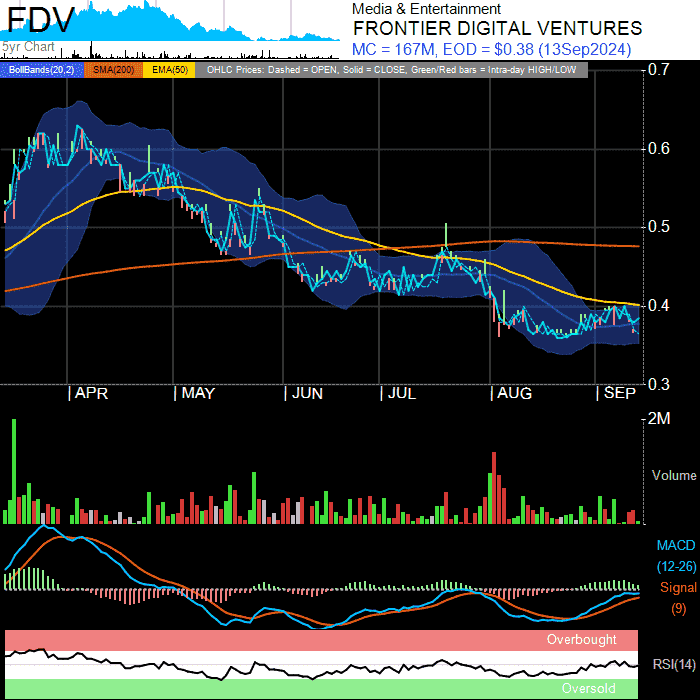 FDV
5yr Chart
Media & Entertainment
FRONTIER DIGITAL VENTURES
MC = 167M, EOD = $0.38 (13Sep2024)
BollBands(20,2) SMA(200) EMA(50) OHLC Prices: Dashed = OPEN, Solid = CLOSE, Green/Red bars = Intra-day HIGH/LOW
0.7
0.6
0.5
0.4
0.3
APR MAY JUN JUL AUG SEP
2M
Volume
0
MACD
(12-26)
Signal
(9)
Overbought
RSI(14)
Oversold